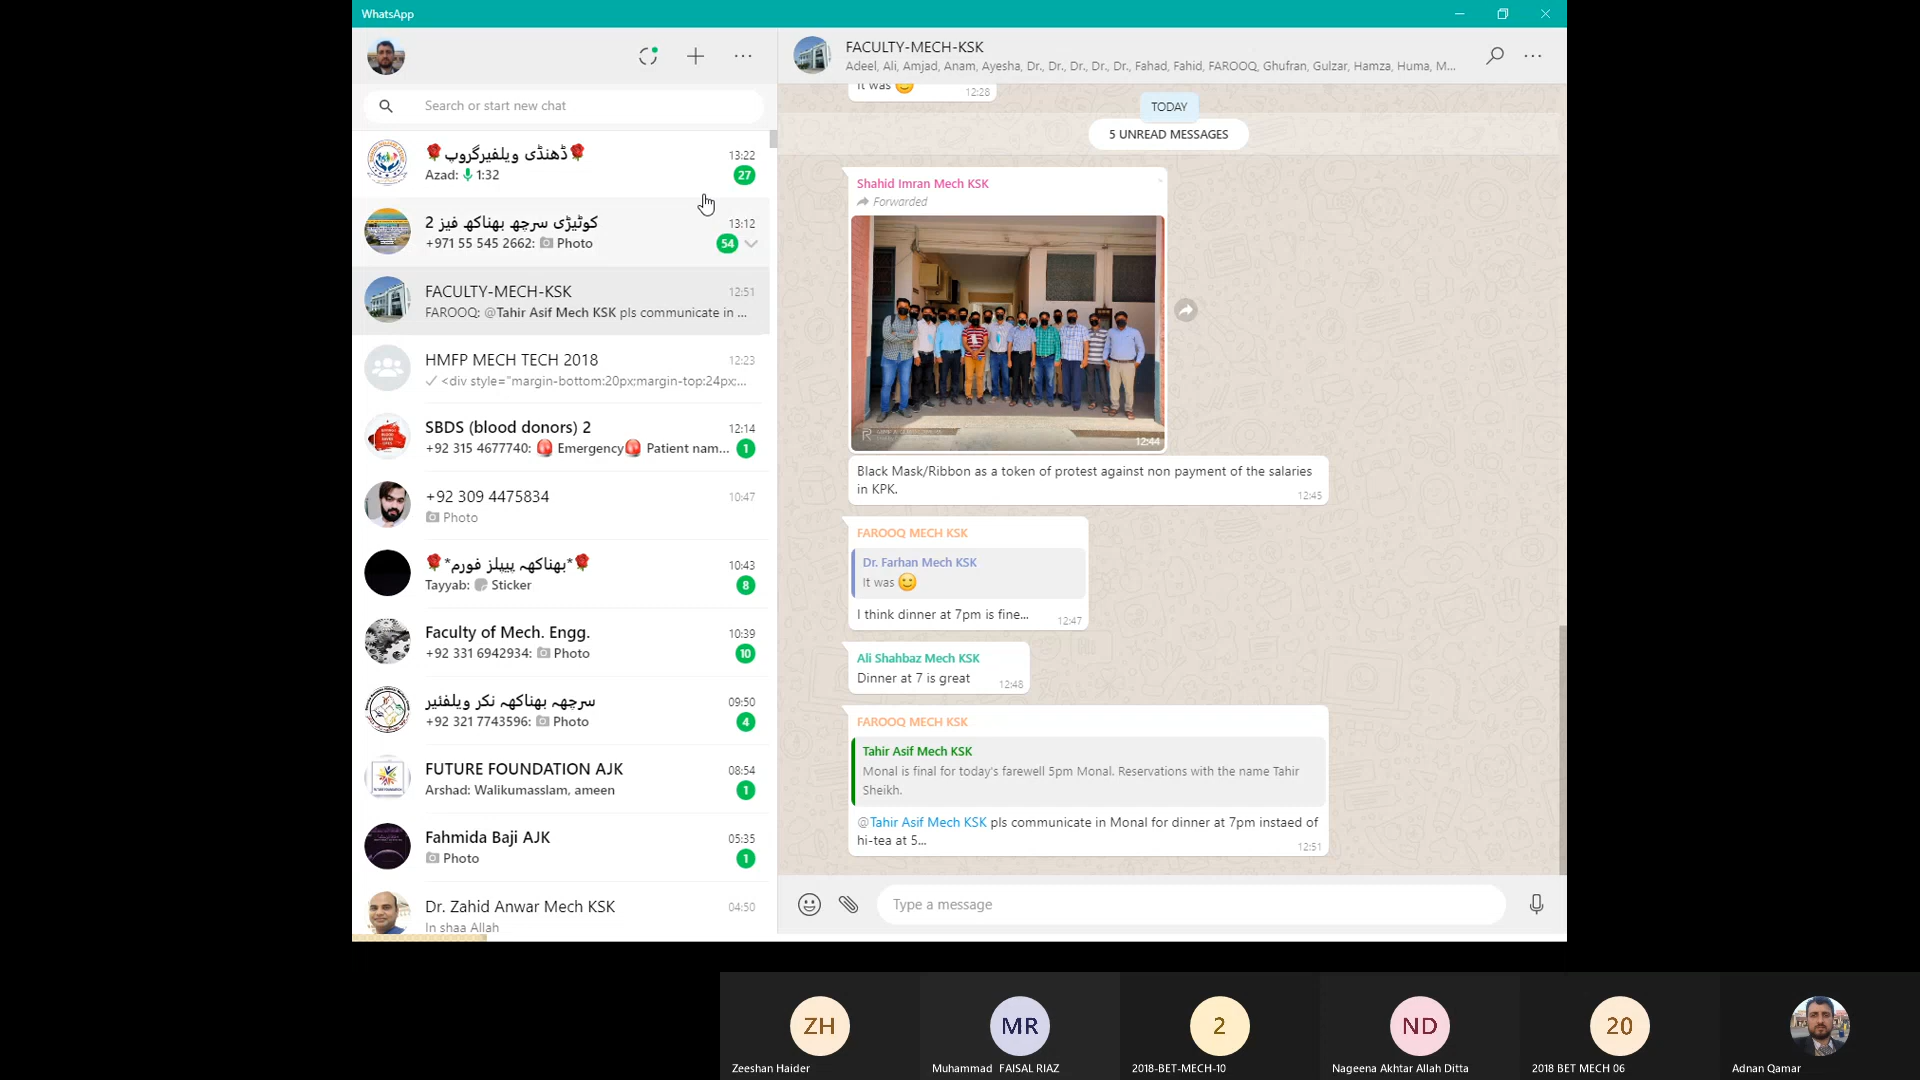 WhatsApp
Search or start new chat
🌹ڈھنڈی ویلفیرگروپ🌹
13:22
Azad: 1:32
27
کوٹیڑی سرچھ بھناکھ فیز 2
13:12
+971 55 545 2662: Photo
54
FACULTY-MECH-KSK
12:51
FAROOQ: @Tahir Asif Mech KSK pls communicate in ...
HMFP MECH TECH 2018
12:23
<div style="margin-bottom:20px;margin-top:24px;...
SBDS (blood donors) 2
12:14
+92 315 4677740: 🚨 Emergency🚨 Patient nam...
1
+92 309 4475834
10:47
Photo
🌹*بھناکھہ پیپلز فورم*🌹
10:43
Tayyab: Sticker
8
Faculty of Mech. Engg.
10:39
+92 331 6942934: Photo
10
سرچھہ بھناکھہ نکر ویلفئیر
09:50
+92 321 7743596: Photo
4
FUTURE FOUNDATION AJK
08:54
Arshad: Walikumasslam, ameen
1
Fahmida Baji AJK
05:35
Photo
1
Dr. Zahid Anwar Mech KSK
04:50
In shaa Allah
FACULTY-MECH-KSK
Adeel, Ali, Amjad, Anam, Ayesha, Dr., Dr., Dr., Dr., Dr., Fahad, Fahid, FAROOQ, Ghufran, Gulzar, Hamza, Huma, M...
It was 😊
12:28
TODAY
5 UNREAD MESSAGES
Shahid Imran Mech KSK
Forwarded
12:44
Black Mask/Ribbon as a token of protest against non payment of the salaries
in KPK.
12:45
FAROOQ MECH KSK
Dr. Farhan Mech KSK
It was 😊
I think dinner at 7pm is fine...
12:47
Ali Shahbaz Mech KSK
Dinner at 7 is great
12:48
FAROOQ MECH KSK
Tahir Asif Mech KSK
Monal is final for today's farewell 5pm Monal. Reservations with the name Tahir
Sheikh.
@Tahir Asif Mech KSK pls communicate in Monal for dinner at 7pm instaed of
hi-tea at 5...
12:51
Type a message
ZH
Zeeshan Haider
MR
Muhammad FAISAL RIAZ
2
2018-BET-MECH-10
ND
Nageena Akhtar Allah Ditta
20
2018 BET MECH 06
Adnan Qamar